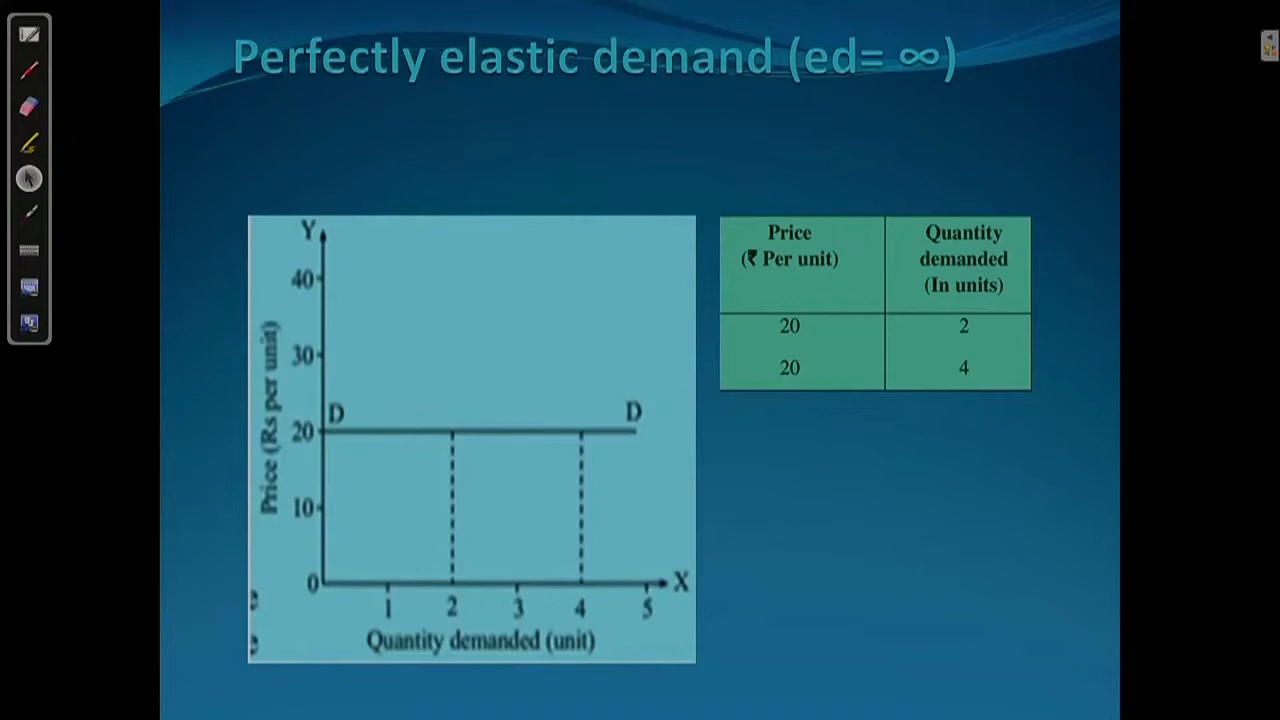 Perfectly elastic demand (ed= ∞)
Y
40
30
20
10
0
Price (Rs per unit)
D
D
X
1 2 3 4 5
Quantity demanded (unit)
Price
(₹ Per unit)
Quantity
demanded
(In units)
20 2
20 4